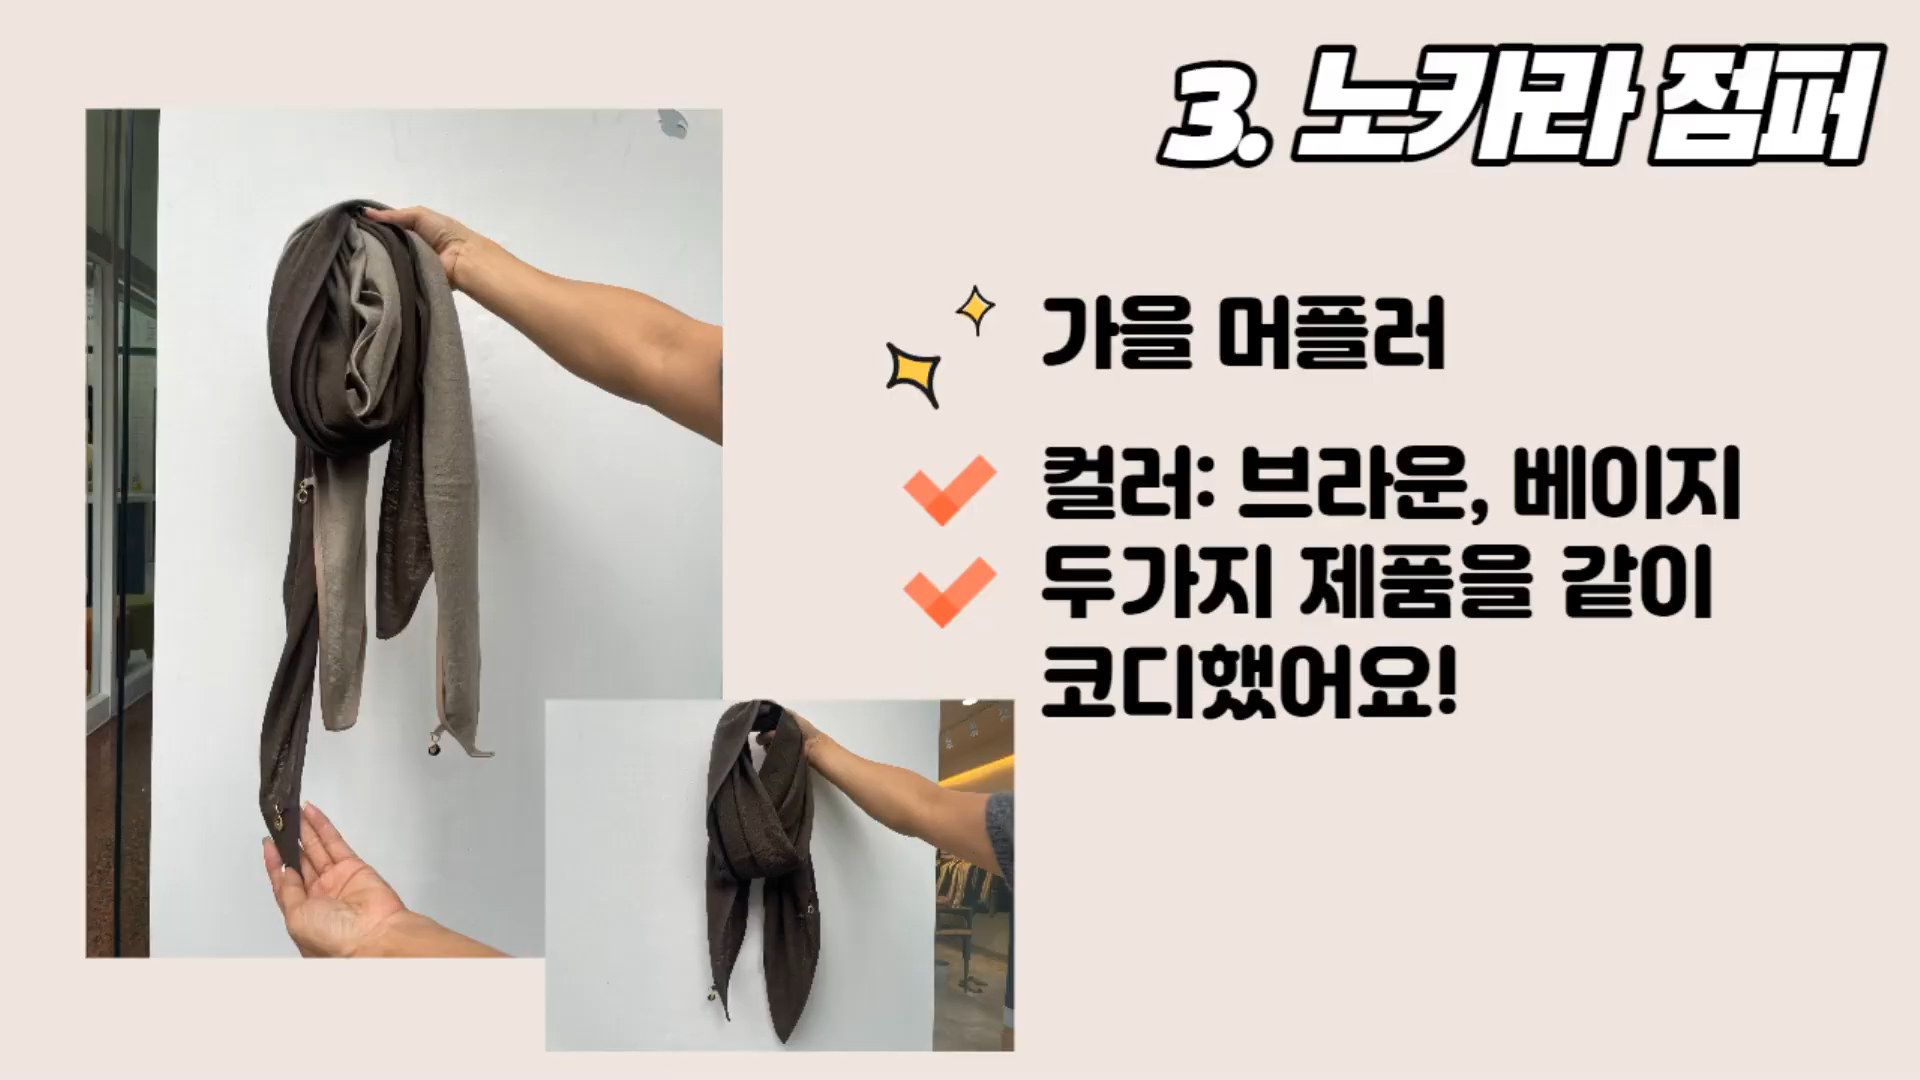 3. 노카라 점퍼
가을 머플러
컬러: 브라운, 베이지
두가지 제품을 같이
코디했어요!